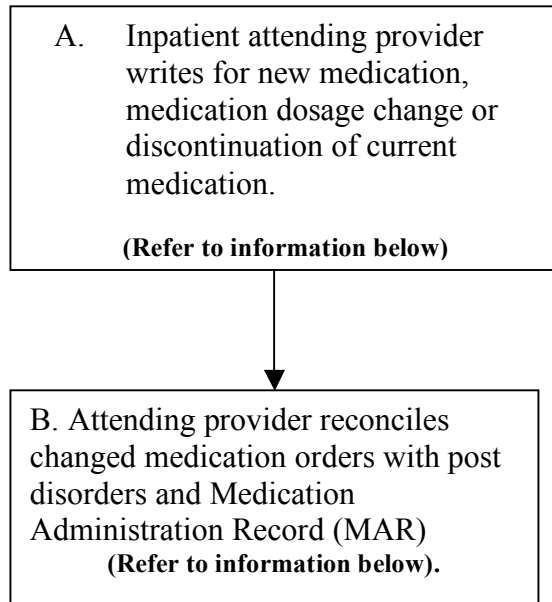 A. Inpatient attending provider
writes for new medication,
medication dosage change or
discontinuation of current
medication.
(Refer to information below)
B. Attending provider reconciles
changed medication orders with post
disorders and Medication
Administration Record (MAR)
(Refer to information below).